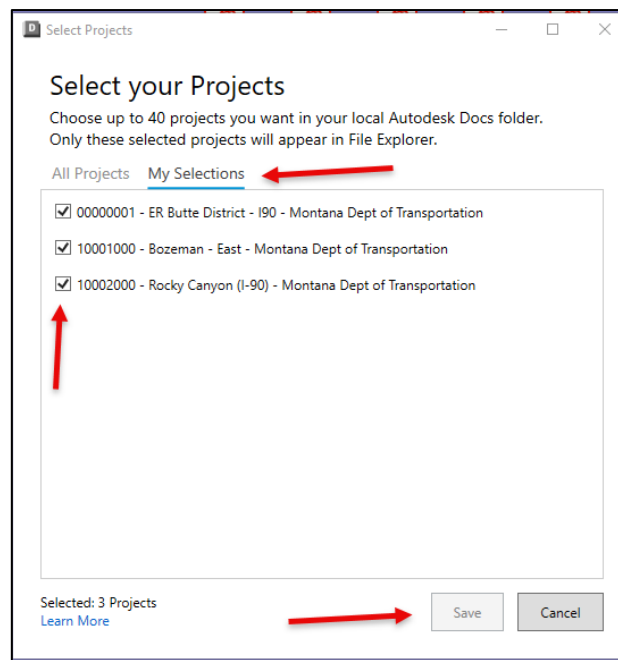 D Select Projects
Select your Projects
Choose up to 40 projects you want in your local Autodesk Docs folder.
Only these selected projects will appear in File Explorer.
All Projects My Selections
00000001 - ER Butte District - I90 - Montana Dept of Transportation
10001000 - Bozeman - East - Montana Dept of Transportation
10002000 - Rocky Canyon (I-90) - Montana Dept of Transportation
Selected: 3 Projects
Learn More
Save Cancel